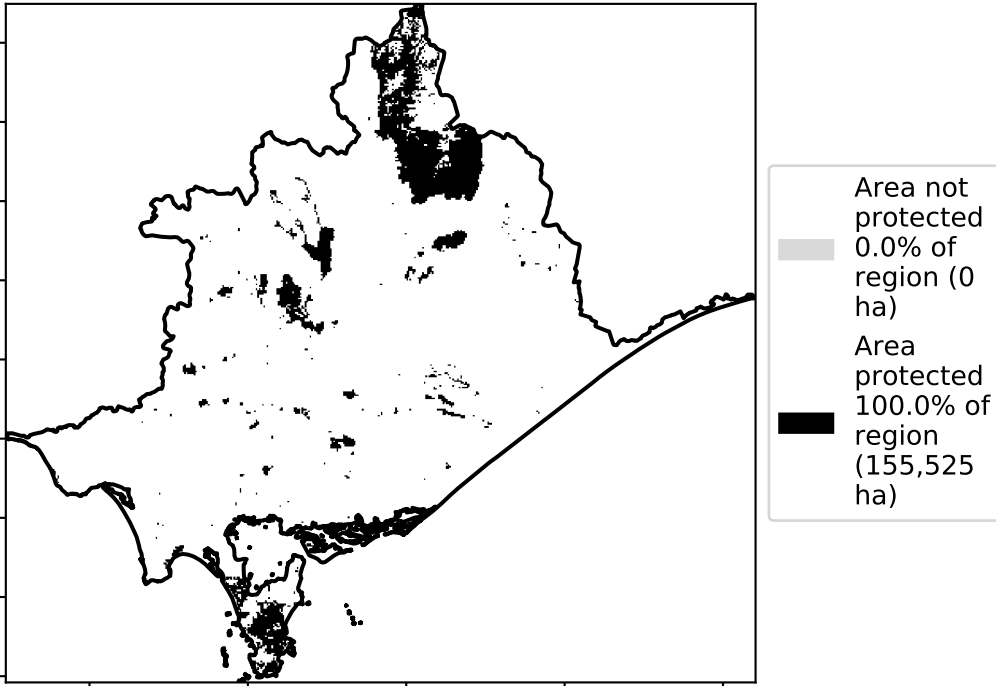 Area not
protected
0.0% of
region (0
ha)
Area
protected
100.0% of
region
(155,525
ha)